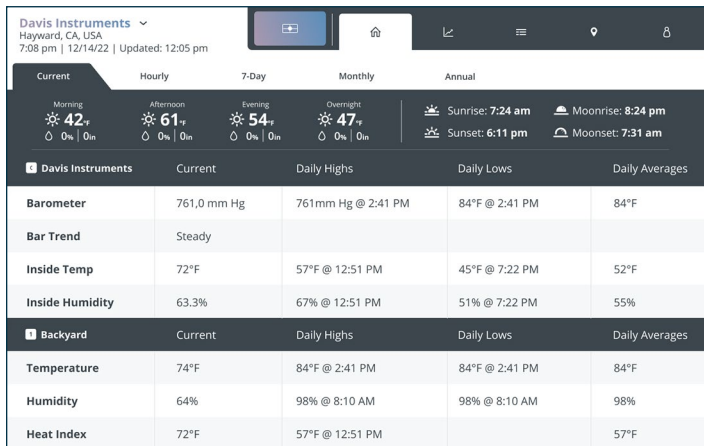 Davis Instruments
Hayward, CA, USA
7:08 pm | 12/14/22 | Updated: 12:05 pm
Current Hourly 7-Day Monthly Annual
Morning Afternoon Evening Overnight
42°F 61°F 54°F 47°F
0% | 0in 0% | 0in 0% | 0in 0% | 0in
Sunrise: 7:24 am Moonrise: 8:24 pm
Sunset: 6:11 pm Moonset: 7:31 am
Davis Instruments Current Daily Highs Daily Lows Daily Averages
Barometer 761,0 mm Hg 761mm Hg @ 2:41 PM 84°F @ 2:41 PM 84°F
Bar Trend Steady
Inside Temp 72°F 57°F @ 12:51 PM 45°F @ 7:22 PM 52°F
Inside Humidity 63.3% 67% @ 12:51 PM 51% @ 7:22 PM 55%
1 Backyard Current Daily Highs Daily Lows Daily Averages
Temperature 74°F 84°F @ 2:41 PM 84°F @ 2:41 PM 84°F
Humidity 64% 98% @ 8:10 AM 98% @ 8:10 AM 98%
Heat Index 72°F 57°F @ 12:51 PM 57°F